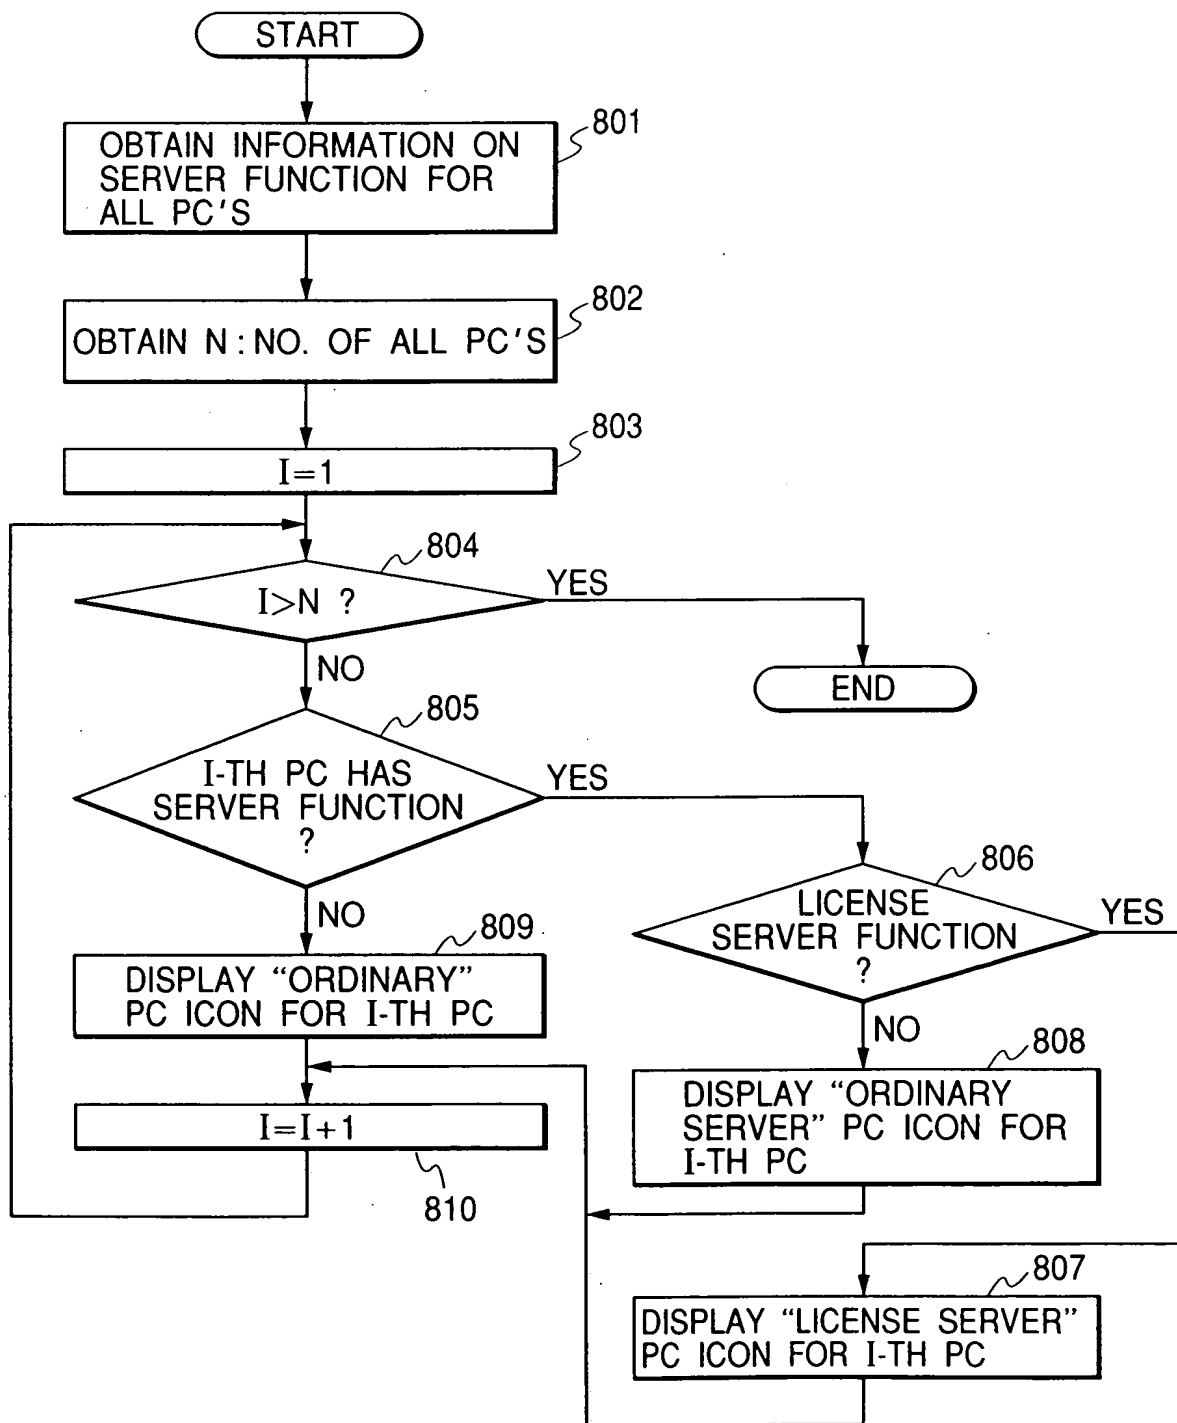 START
801
OBTAIN INFORMATION ON
SERVER FUNCTION FOR
ALL PC'S
802
OBTAIN N : NO. OF ALL PC'S
803
I=1
804
I>N ?
YES
NO
END
805
I-TH PC HAS
SERVER FUNCTION
?
YES
NO
806
LICENSE
SERVER FUNCTION
?
YES
NO
809
DISPLAY “ORDINARY”
PC ICON FOR I-TH PC
808
DISPLAY “ORDINARY
SERVER” PC ICON FOR
I-TH PC
I=I+1
810
807
DISPLAY “LICENSE SERVER”
PC ICON FOR I-TH PC